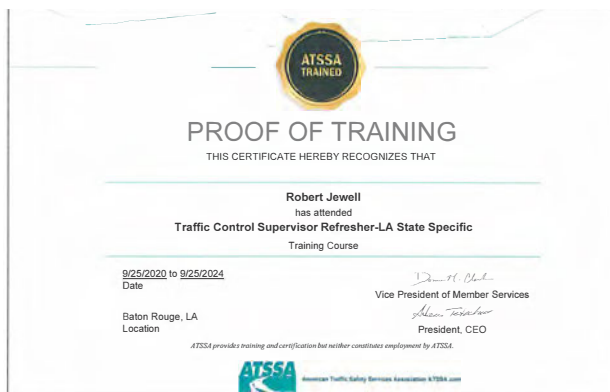 ATSSA
TRAINED
PROOF OF TRAINING
THIS CERTIFICATE HEREBY RECOGNIZES THAT
Robert Jewell
has attended
Traffic Control Supervisor Refresher-LA State Specific
Training Course
9/25/2020 to 9/25/2024
Date
Vice President of Member Services
Baton Rouge, LA
Location
President, CEO
ATSSA provides training and certification but neither constitutes employment by ATSSA.
ATSSA
American Traffic Safety Services Association ATSSA.com